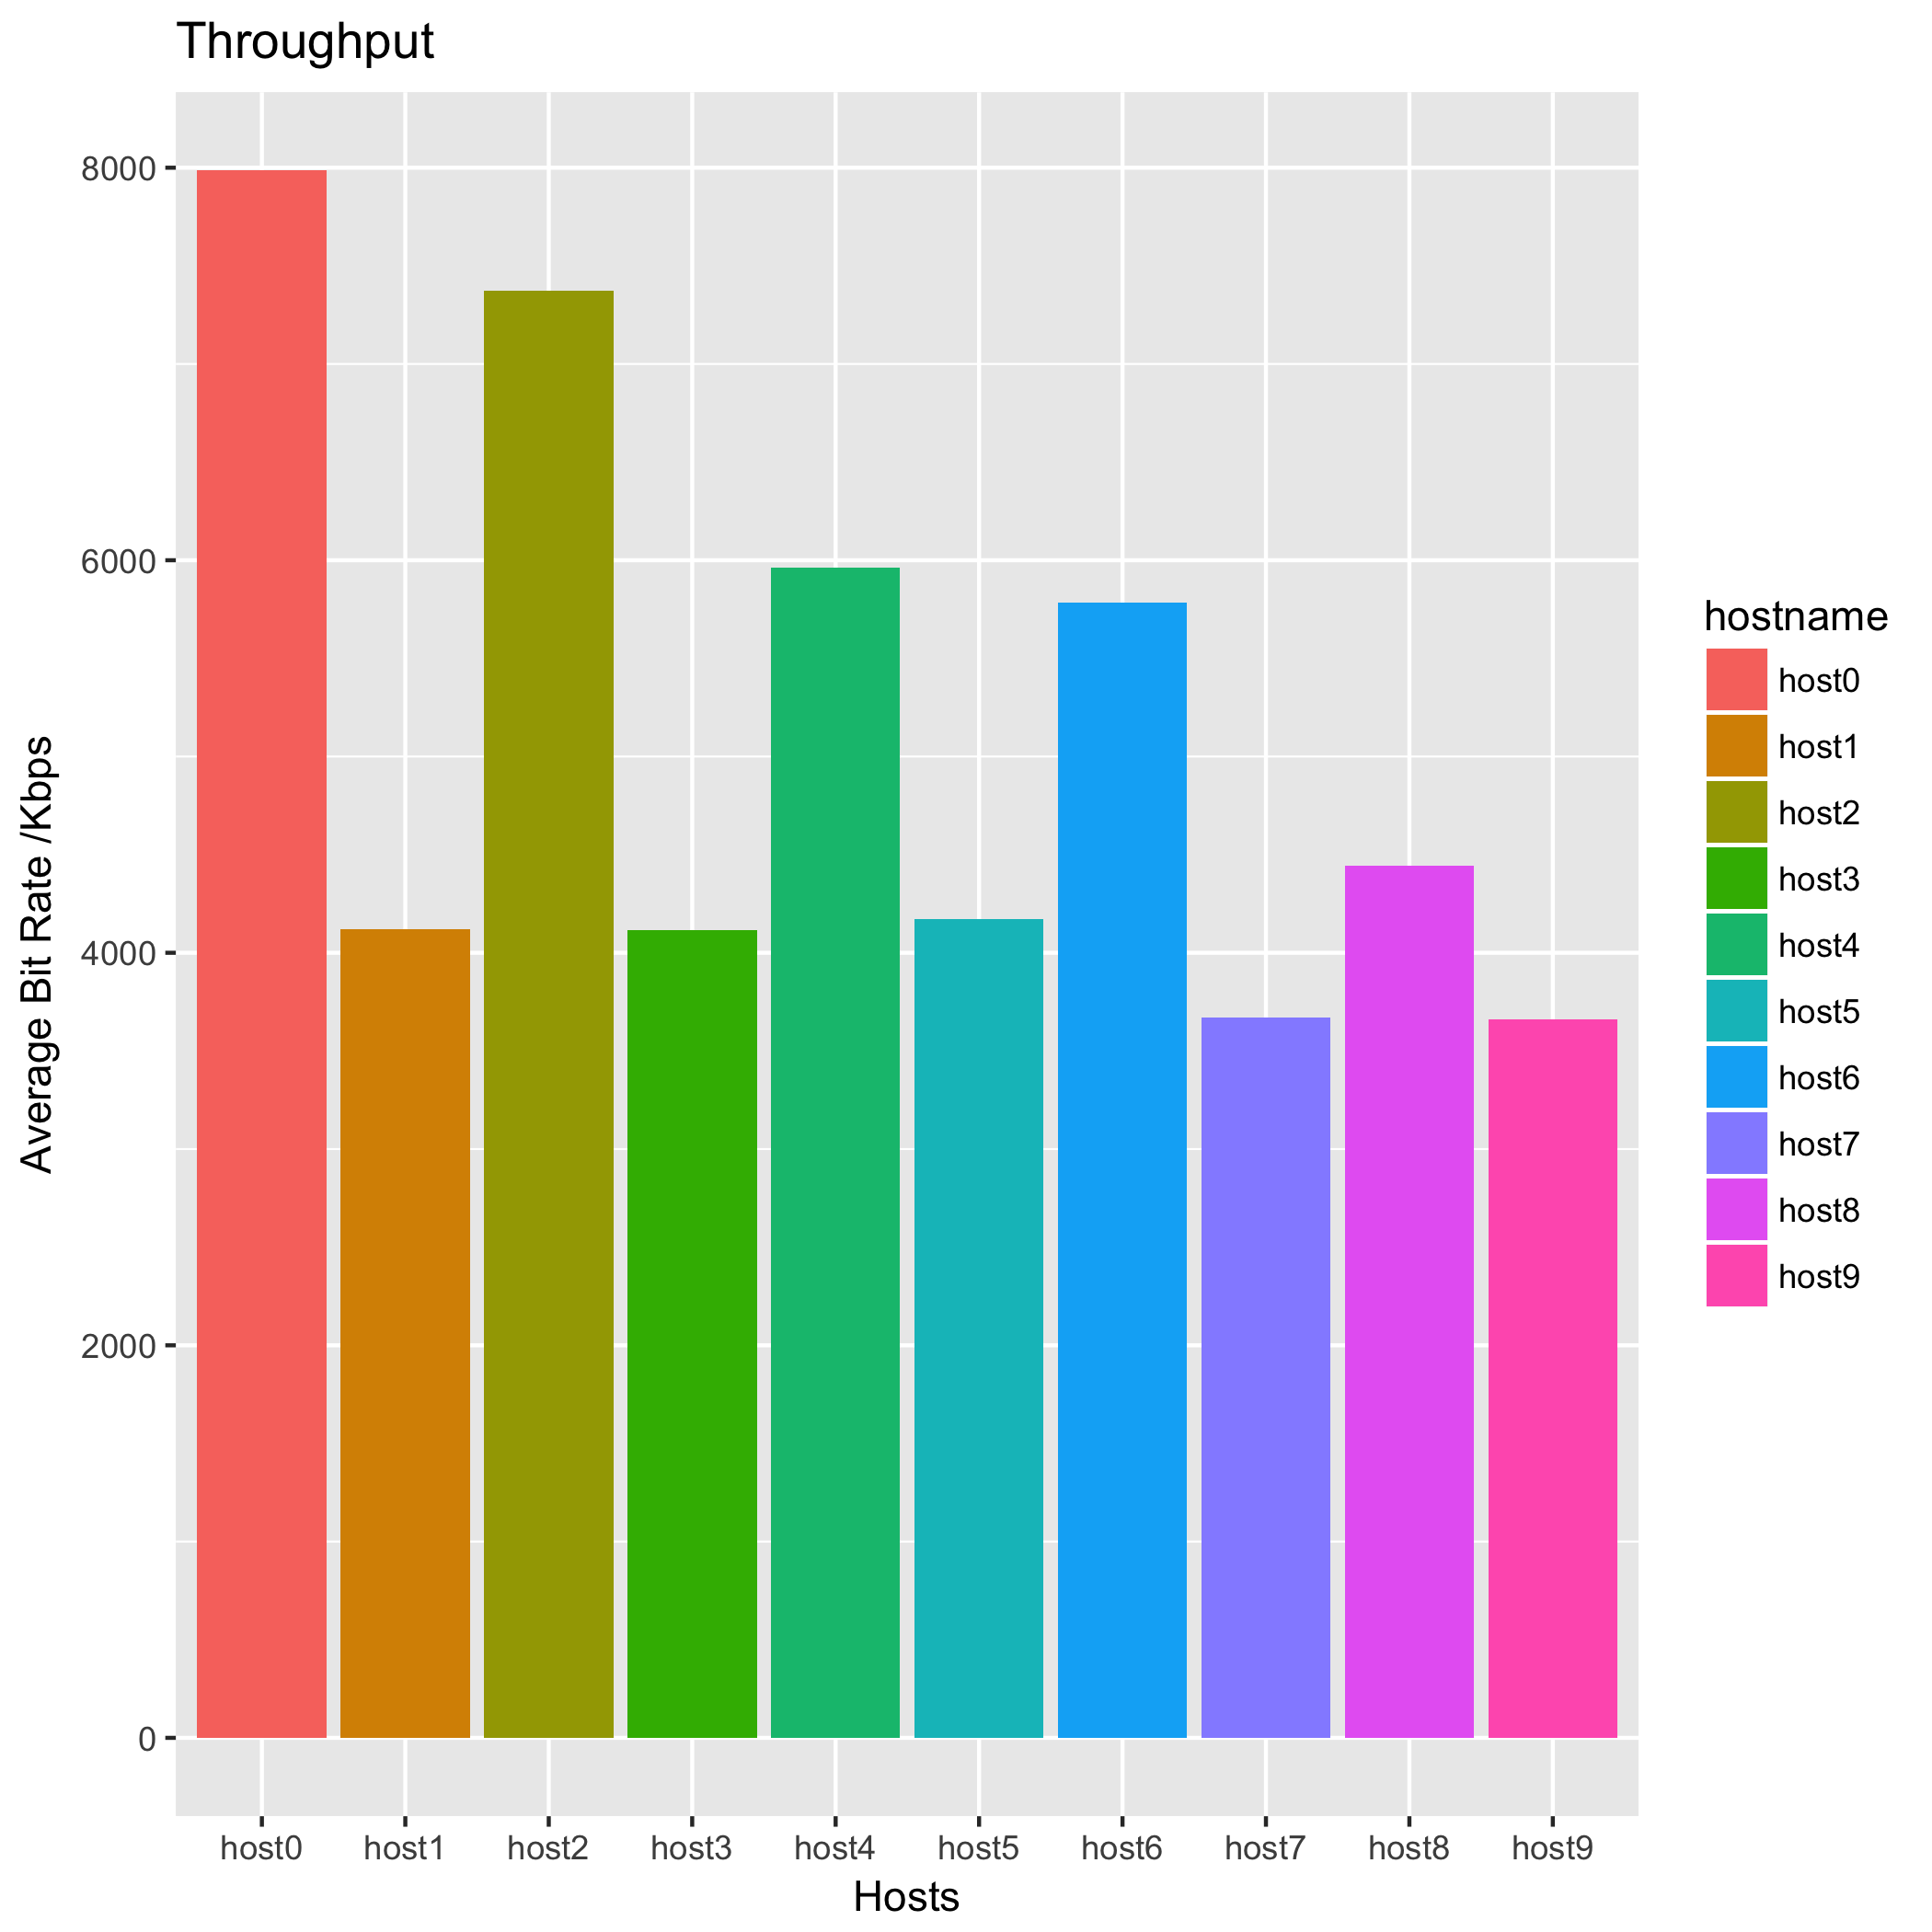 Throughput
Average Bit Rate /Kbps
8000
6000
4000
2000
0
host0 host1 host2 host3 host4 host5 host6 host7 host8 host9
Hosts
hostname
host0
host1
host2
host3
host4
host5
host6
host7
host8
host9